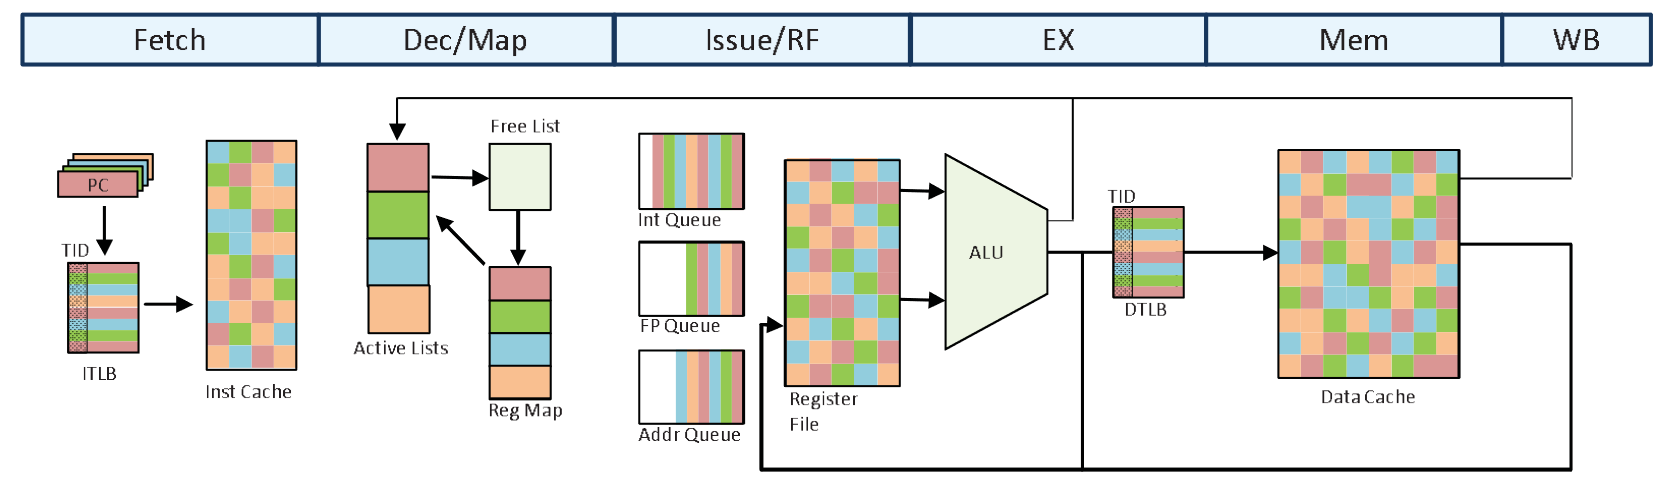 Fetch
Dec/Map
Issue/RF
EX
Mem
WB
PC
TID
ITLB
Inst Cache
Active Lists
Free List
Reg Map
Int Queue
FP Queue
Addr Queue
Register
File
ALU
TID
DTLB
Data Cache